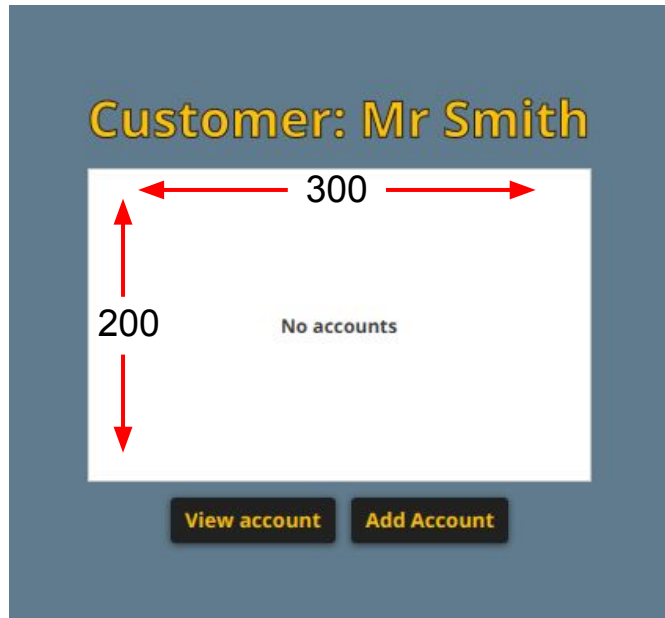 Customer: Mr Smith
300
200
No accounts
View account
Add Account